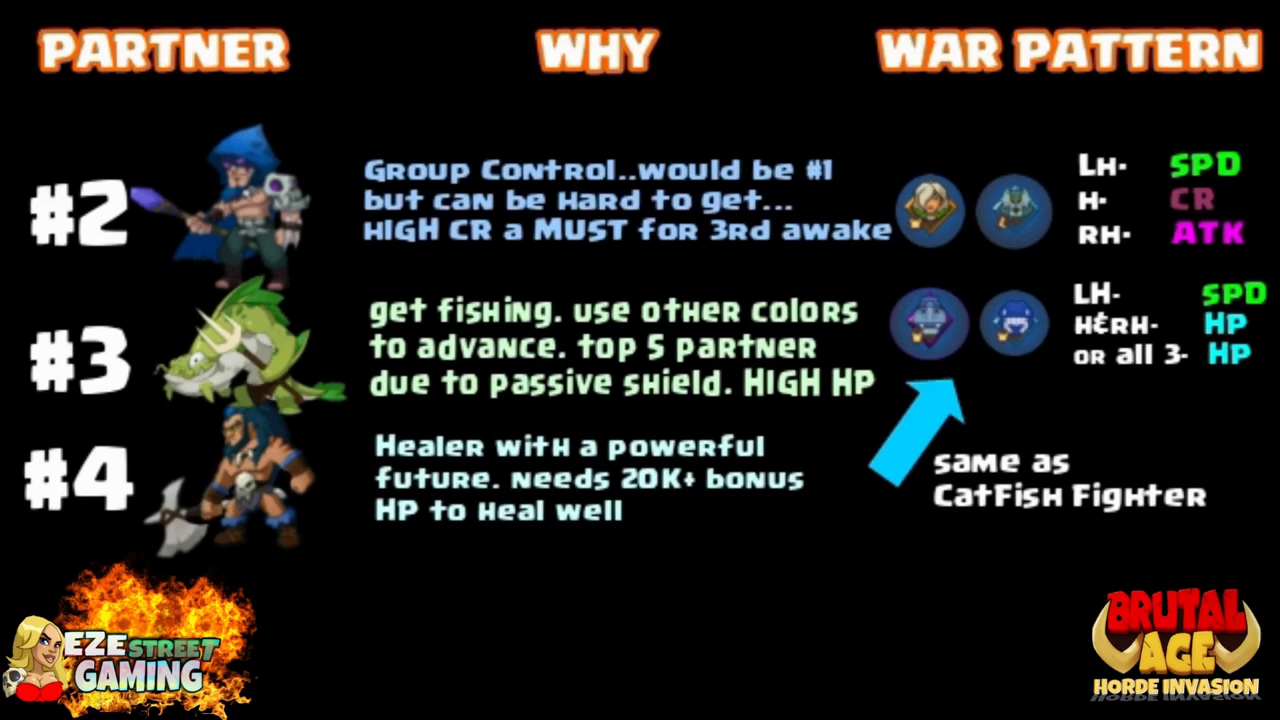 PARTNER WHY WAR PATTERN
#2
Group Control..would be #1
but can be Hard to get...
HIGH CR a MUST for 3rd awake
LH- SPD
H- CR
RH- ATK
#3
get fishing. use other colors
to advance. top 5 partner
due to passive shield. HIGH HP
LH- SPD
H&RH- HP
or all 3- HP
#4
Healer with a powerful
future. needs 20K+ bonus
HP to Heal well
same as
CatFish Fighter
EZE STREET
GAMING
BRUTAL
AGE
HORDE INVASION